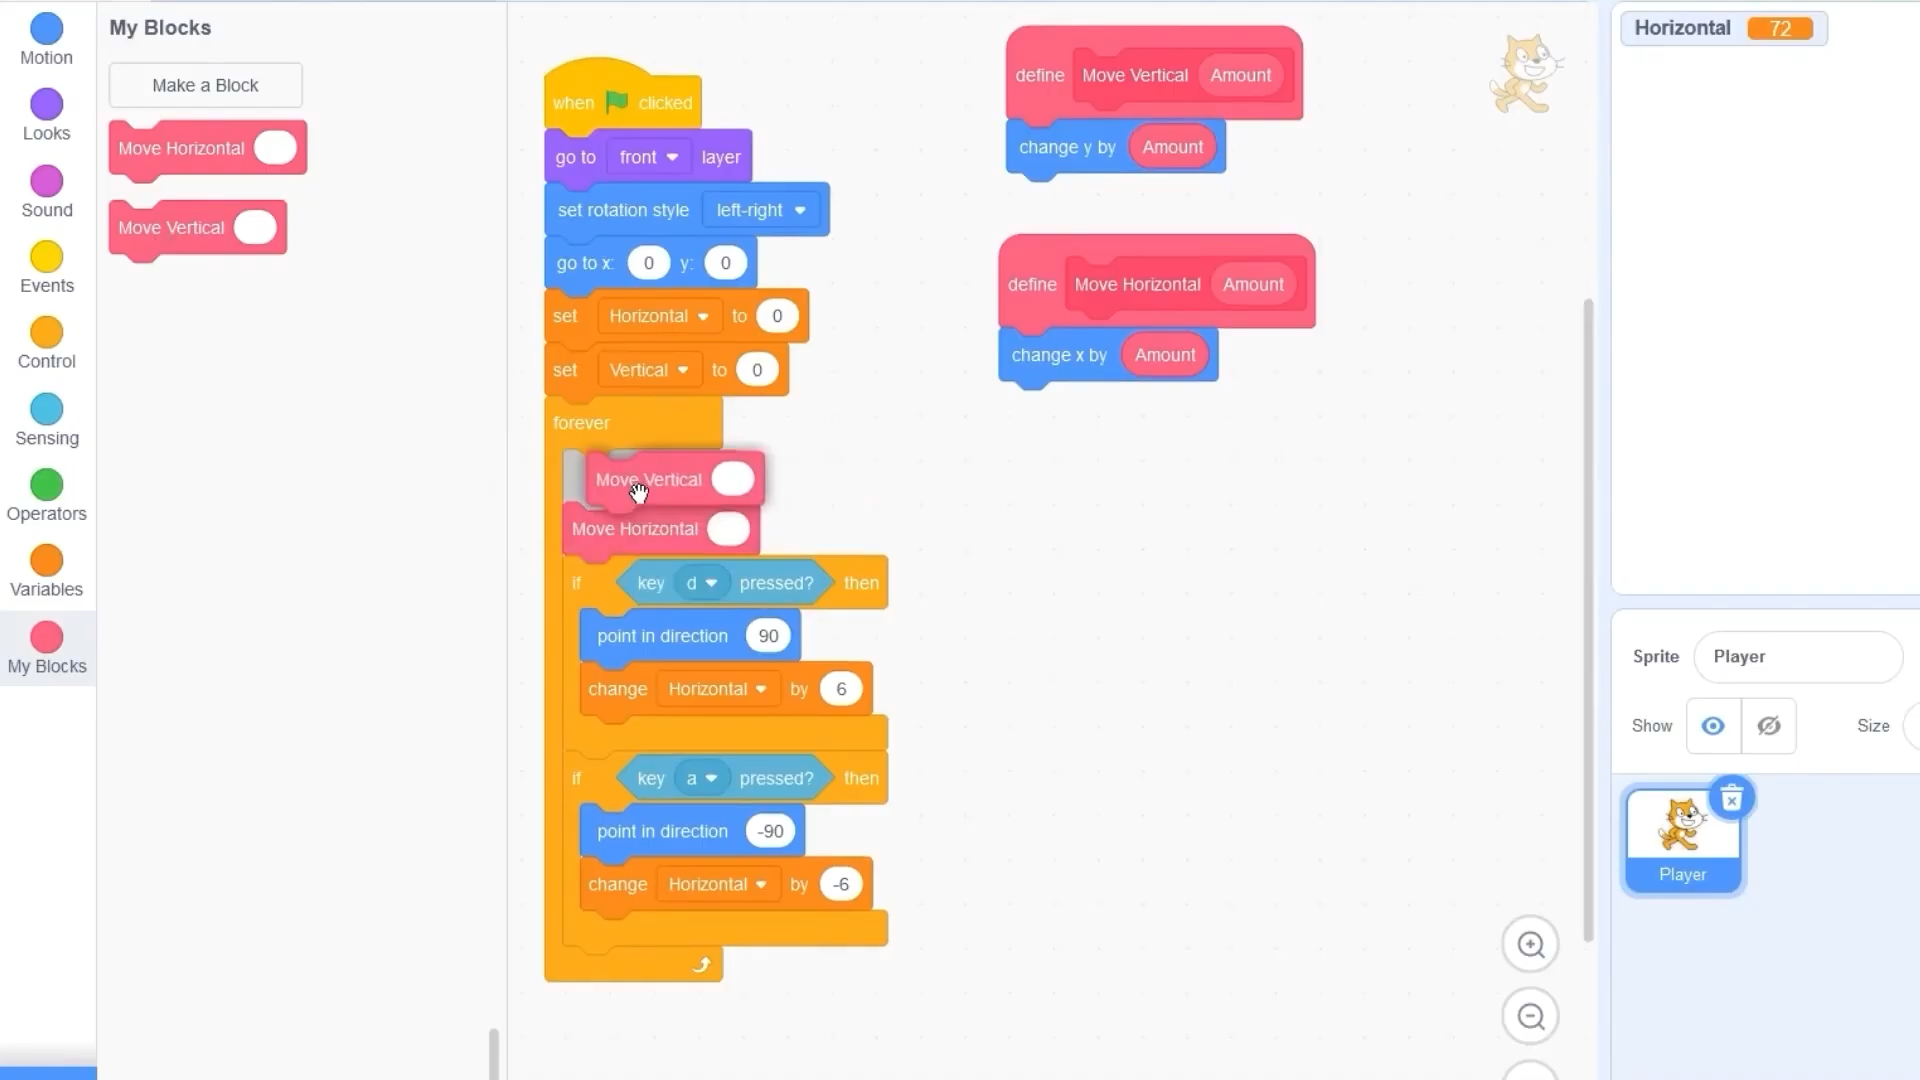 Motion
Looks
Sound
Events
Control
Sensing
Operators
Variables
My Blocks
My Blocks
Make a Block
Move Horizontal
Move Vertical
when clicked
go to front layer
set rotation style left-right
go to x: 0 y: 0
set Horizontal to 0
set Vertical to 0
forever
Move Vertical
Move Horizontal
if key d pressed? then
point in direction 90
change Horizontal by 6
if key a pressed? then
point in direction -90
change Horizontal by -6
define Move Vertical Amount
change y by Amount
define Move Horizontal Amount
change x by Amount
Horizontal 72
Sprite Player
Show Size
Player